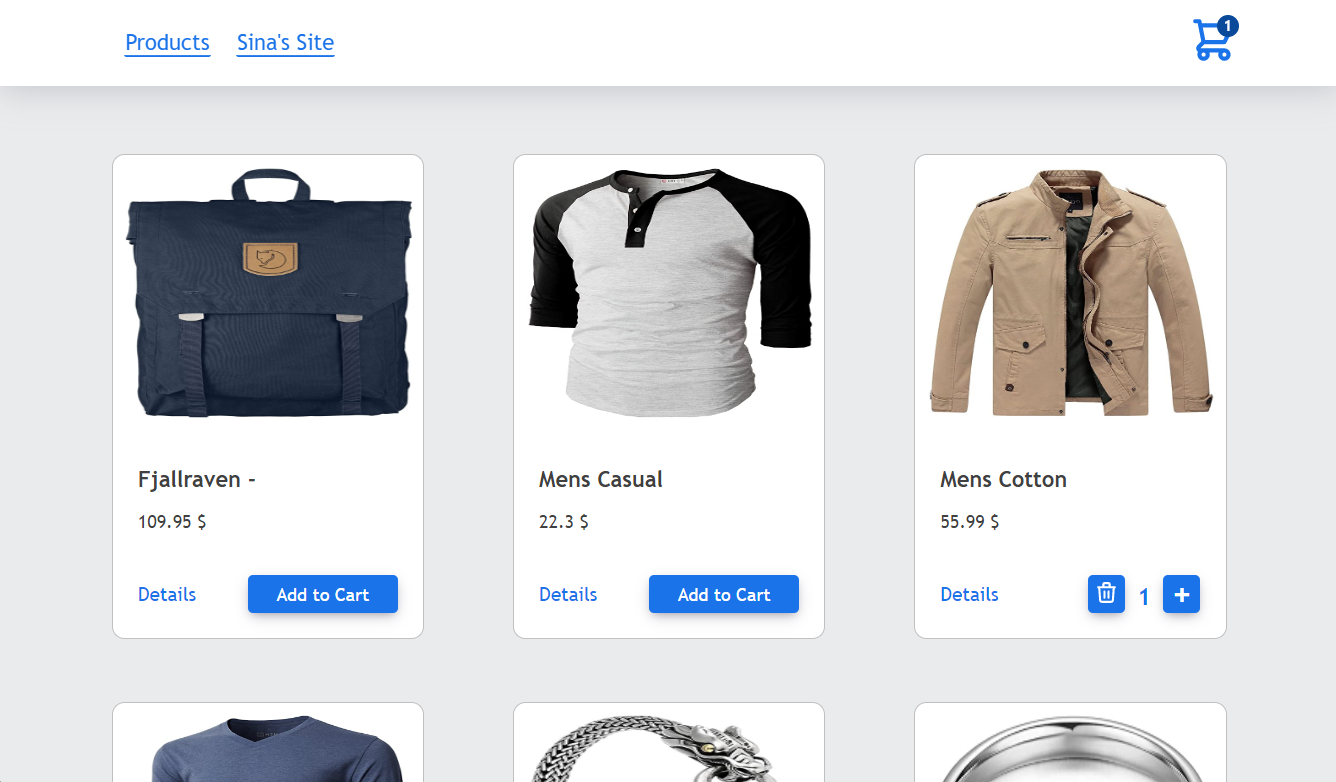 Products Sina's Site 1
Fjallraven - Mens Casual Mens Cotton
109.95 $ 22.3 $ 55.99 $
Details Add to Cart Details Add to Cart Details 1 +